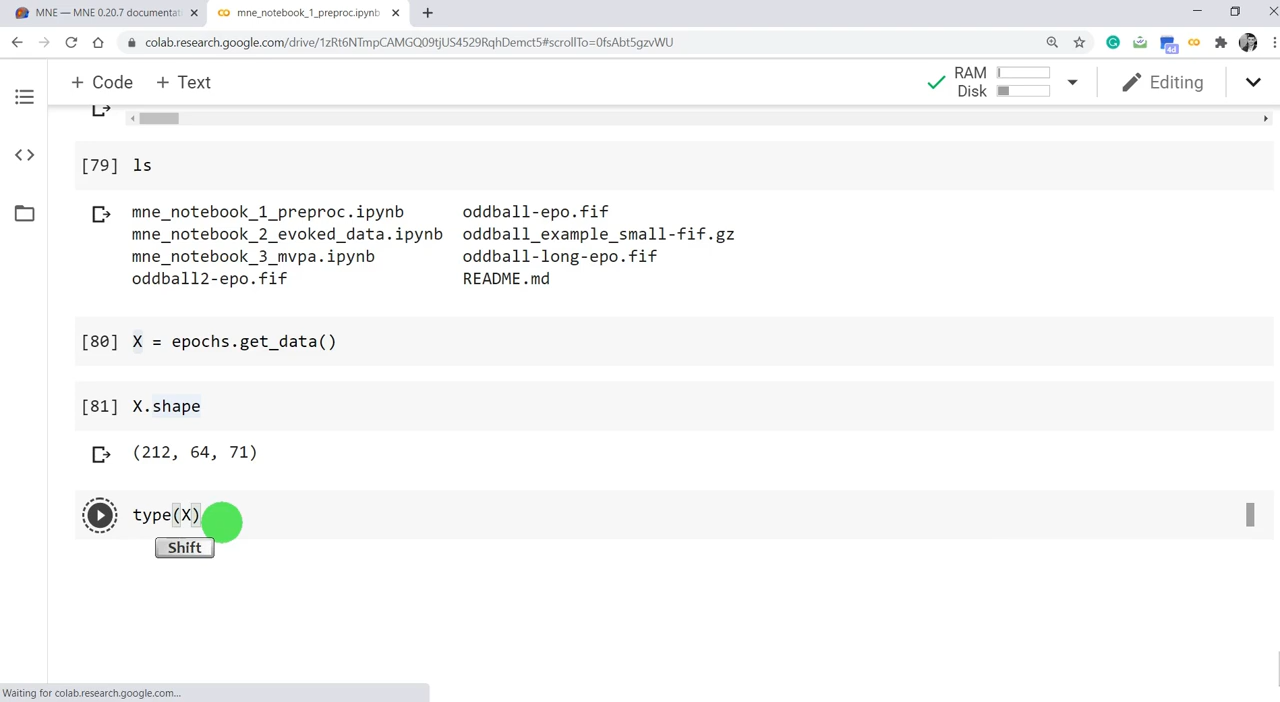 MNE — MNE 0.20.7 documentat
mne_notebook_1_preproc.ipynb
colab.research.google.com/drive/1zRt6NTmpCAMGQ09tjUS4529RqhDemct5#scrollTo=0fsAbt5gzvWU
4d
+ Code + Text
RAM
Disk
Editing
[79] ls
mne_notebook_1_preproc.ipynb oddball-epo.fif
mne_notebook_2_evoked_data.ipynb oddball_example_small-fif.gz
mne_notebook_3_mvpa.ipynb oddball-long-epo.fif
oddball2-epo.fif README.md
[80] X = epochs.get_data()
[81] X.shape
(212, 64, 71)
type(X)
Shift
Waiting for colab.research.google.com...